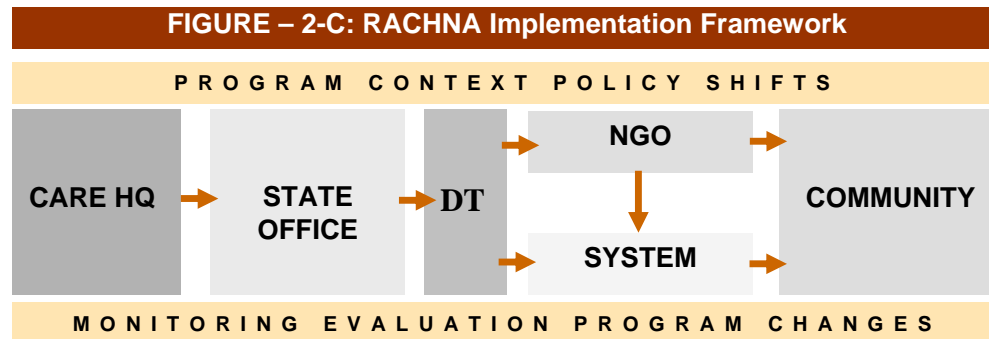 FIGURE – 2-C: RACHNA Implementation Framework
PROGRAM CONTEXT POLICY SHIFTS
CARE HQ
STATE
OFFICE
DT
NGO
SYSTEM
COMMUNITY
MONITORING EVALUATION PROGRAM CHANGES